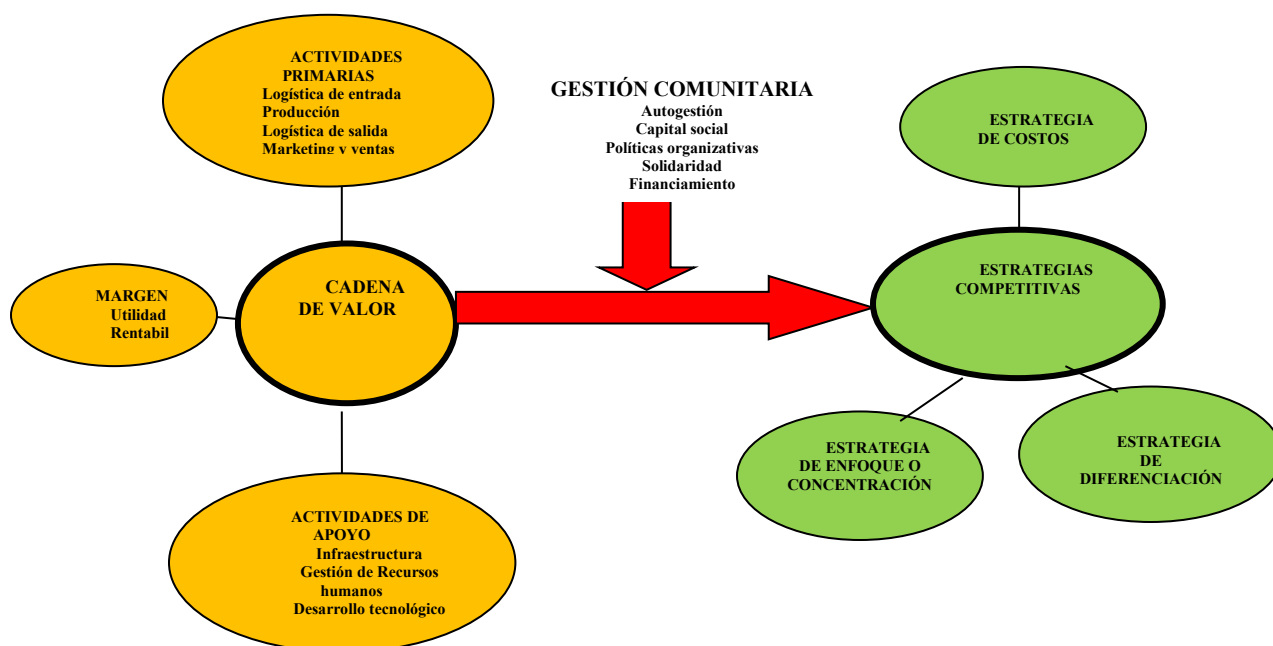 ACTIVIDADES
PRIMARIAS
Logística de entrada
Producción
Logística de salida
Marketing y ventas
GESTIÓN COMUNITARIA
Autogestión
Capital social
Políticas organizativas
Solidaridad
Financiamiento
ESTRATEGIA
DE COSTOS
MARGEN
Utilidad
Rentabil
CADENA
DE VALOR
ESTRATEGIAS
COMPETITIVAS
ESTRATEGIA
DE ENFOQUE O
CONCENTRACIÓN
ESTRATEGIA
DE
DIFERENCIACIÓN
ACTIVIDADES DE
APOYO
Infraestructura
Gestión de Recursos
humanos
Desarrollo tecnológico